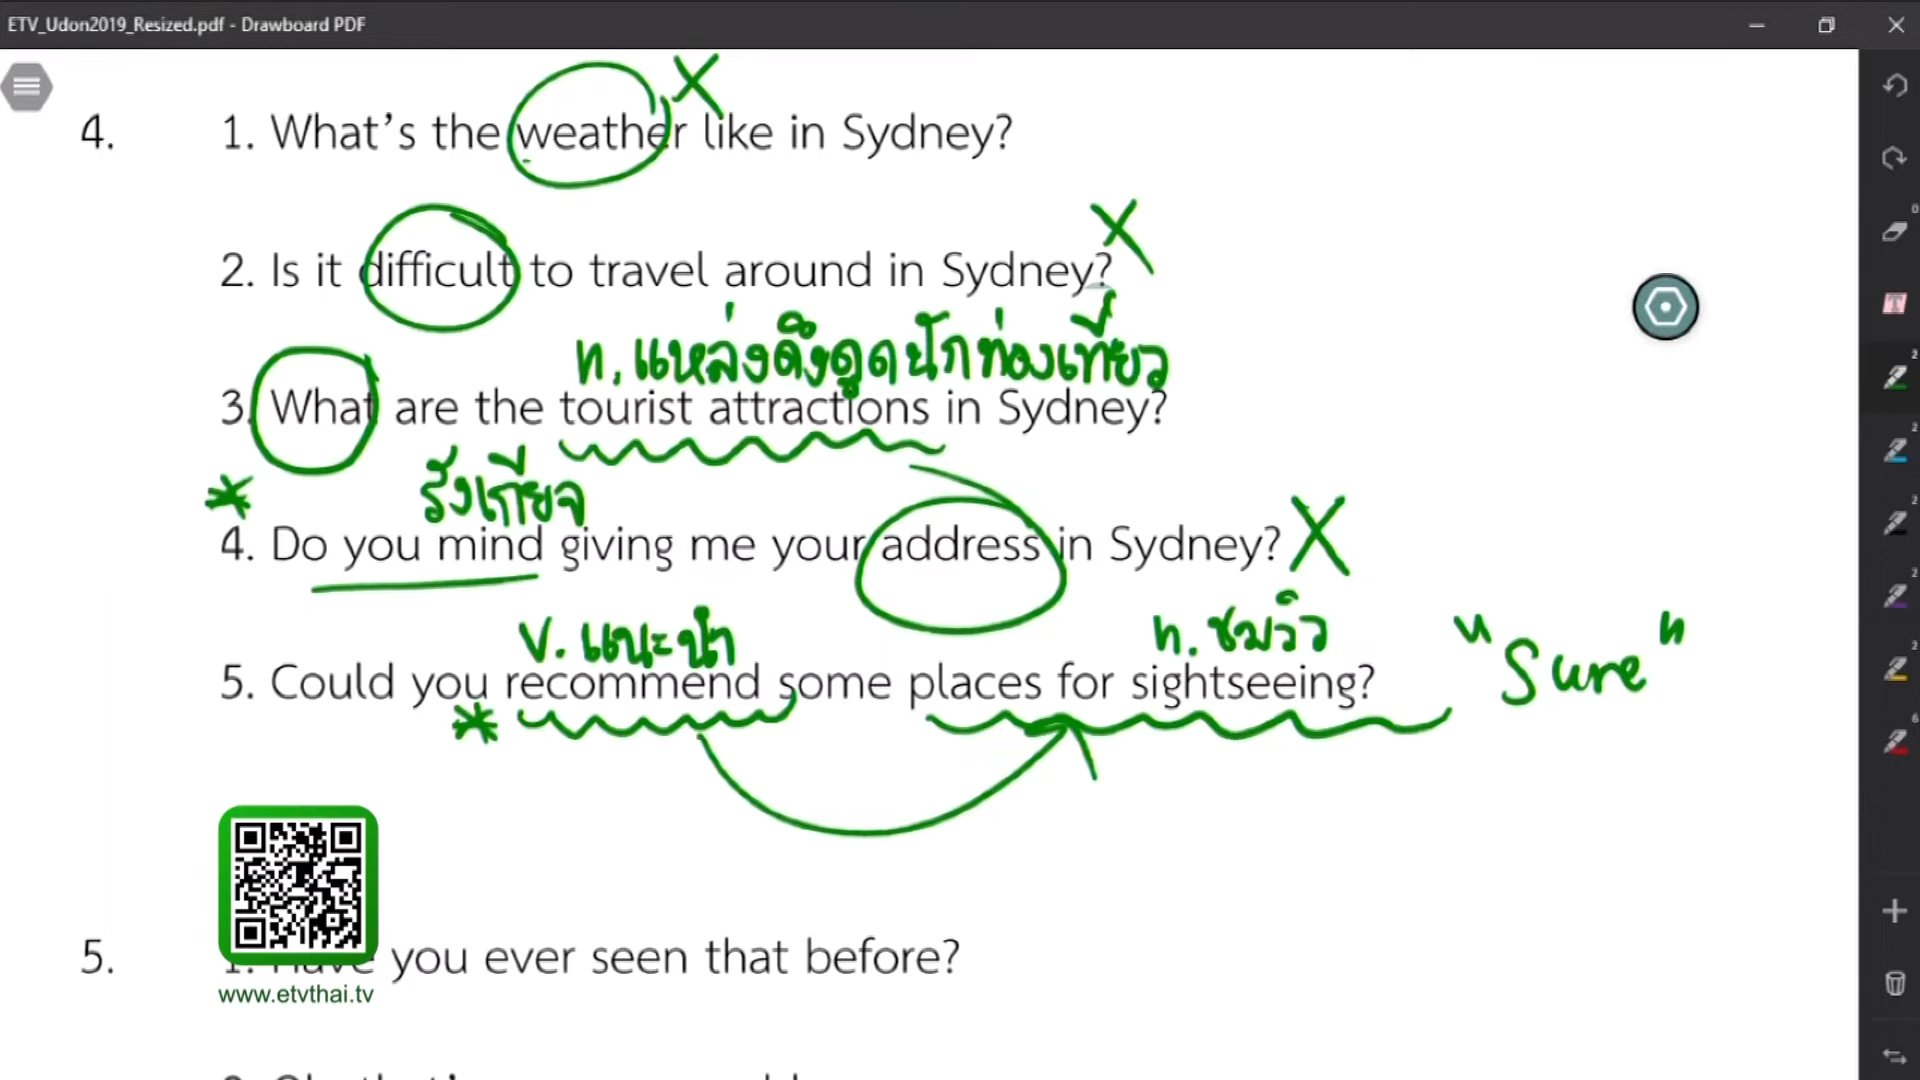 ETV_Udon2019_Resized.pdf - Drawboard PDF
X
4. 1. What's the weather like in Sydney?
X
2. Is it difficult to travel around in Sydney?
n. แหล่งดึงดูดนักท่องเที่ยว
3. What are the tourist attractions in Sydney?
* รังเกียจ
4. Do you mind giving me your address in Sydney? X
v. แนะนำ n. ชมวิว
5. Could you recommend some places for sightseeing? "Sure"
*
5. 1. Have you ever seen that before?
www.etvthai.tv